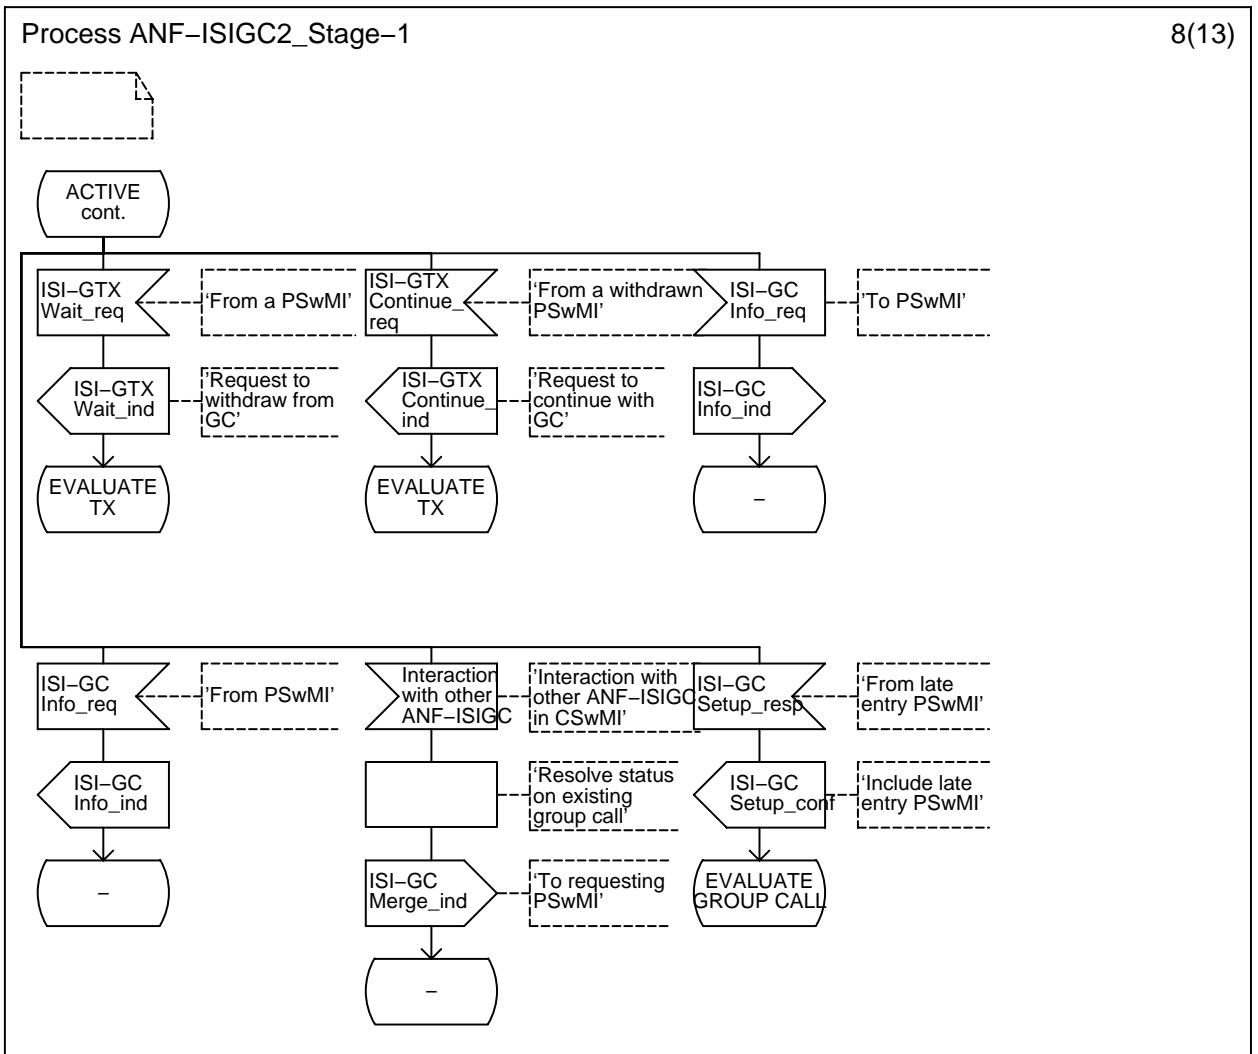 Process ANF−ISIGC2_Stage−1
8(13)
ACTIVE
cont.
ISI−GTX
Wait_req
’From a PSwMI’
ISI−GTX
Continue_
req
’From a withdrawn
PSwMI’
ISI−GC
Info_req
’To PSwMI’
ISI−GTX
Wait_ind
’Request to
withdraw from
GC’
ISI−GTX
Continue_
ind
’Request to
continue with
GC’
ISI−GC
Info_ind
EVALUATE
TX
EVALUATE
TX
−
ISI−GC
Info_req
’From PSwMI’
Interaction
with other
ANF−ISIGC
’Interaction with
other ANF−ISIGC
in CSwMI’
ISI−GC
Setup_resp
’From late
entry PSwMI’
ISI−GC
Info_ind
’Resolve status
on existing
group call’
ISI−GC
Setup_conf
’Include late
entry PSwMI’
−
ISI−GC
Merge_ind
’To requesting
PSwMI’
EVALUATE
GROUP CALL
−